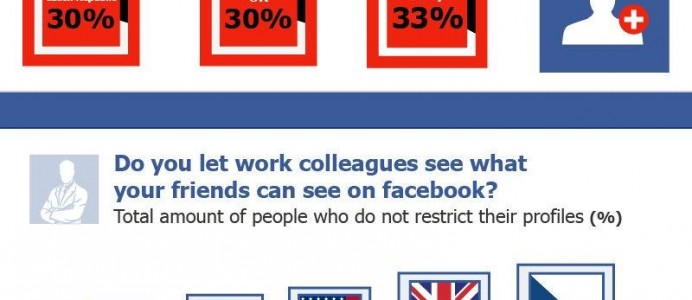 30% 30% 33%
Do you let work colleagues see what
your friends can see on facebook?
Total amount of people who do not restrict their profiles (%)